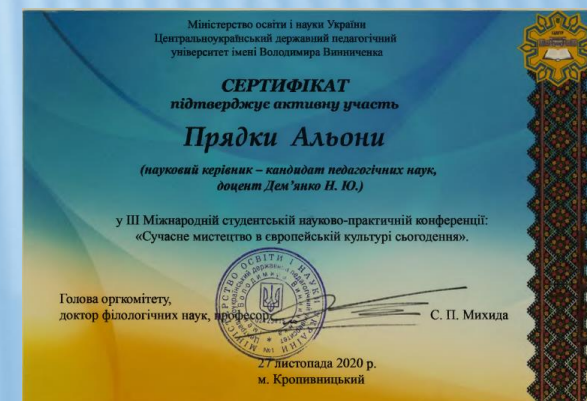 Міністерство освіти і науки України
Центральноукраїнський державний педагогічний
університет імені Володимира Винниченка
СЕРТИФІКАТ
підтверджує активну участь
Прядки Альони
(науковий керівник – кандидат педагогічних наук,
доцент Дем’янко Н. Ю.)
у ІІІ Міжнародній студентській науково-практичній конференції:
«Сучасне мистецтво в європейській культурі сьогодення».
Голова оргкомітету,
доктор філологічних наук, професор
С. П. Михида
27 листопада 2020 р.
м. Кропивницький